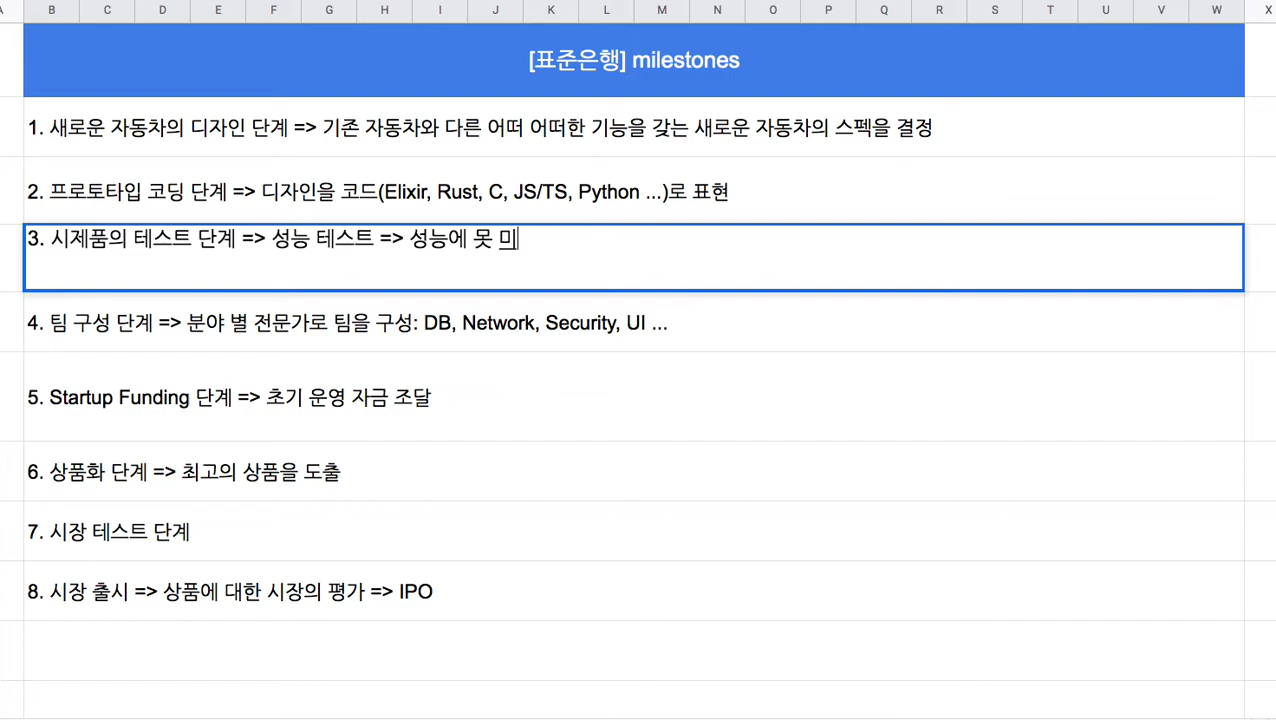 A B C D E F G H I J K L M N O P Q R S T U V W X
[표준은행] milestones
1. 새로운 자동차의 디자인 단계 => 기존 자동차와 다른 어떠 어떠한 기능을 갖는 새로운 자동차의 스펙을 결정
2. 프로토타입 코딩 단계 => 디자인을 코드(Elixir, Rust, C, JS/TS, Python ...)로 표현
3. 시제품의 테스트 단계 => 성능 테스트 => 성능에 못 미
4. 팀 구성 단계 => 분야 별 전문가로 팀을 구성: DB, Network, Security, UI ...
5. Startup Funding 단계 => 초기 운영 자금 조달
6. 상품화 단계 => 최고의 상품을 도출
7. 시장 테스트 단계
8. 시장 출시 => 상품에 대한 시장의 평가 => IPO